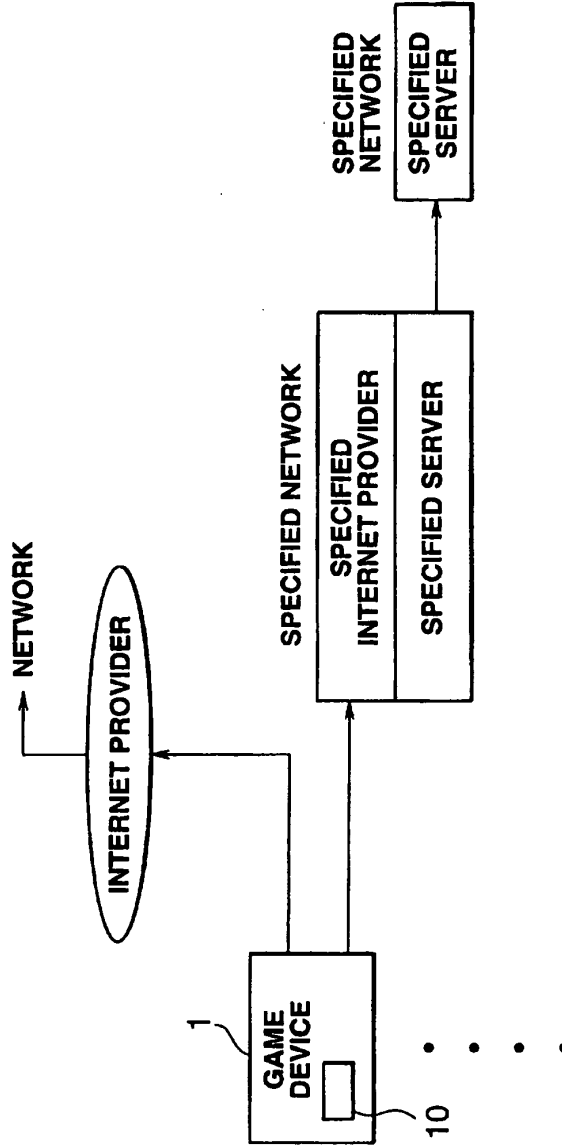 1
GAME
DEVICE
10
INTERNET PROVIDER
NETWORK
SPECIFIED NETWORK
SPECIFIED
INTERNET PROVIDER
SPECIFIED SERVER
SPECIFIED
NETWORK
SPECIFIED
SERVER